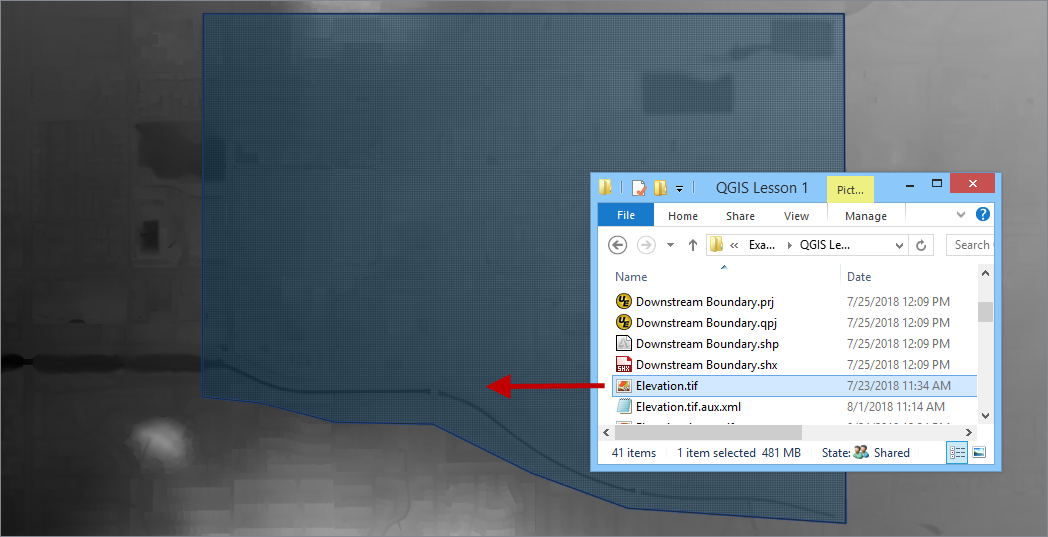 QGIS Lesson 1
Pict...
File Home Share View Manage
Exa... QGIS Le... Search
Name Date
Downstream Boundary.prj 7/25/2018 12:09 PM
Downstream Boundary.qpj 7/25/2018 12:09 PM
Downstream Boundary.shp 7/25/2018 12:09 PM
SHX Downstream Boundary.shx 7/25/2018 12:09 PM
Elevation.tif 7/23/2018 11:34 AM
Elevation.tif.aux.xml 8/1/2018 11:14 AM
41 items 1 item selected 481 MB State: Shared